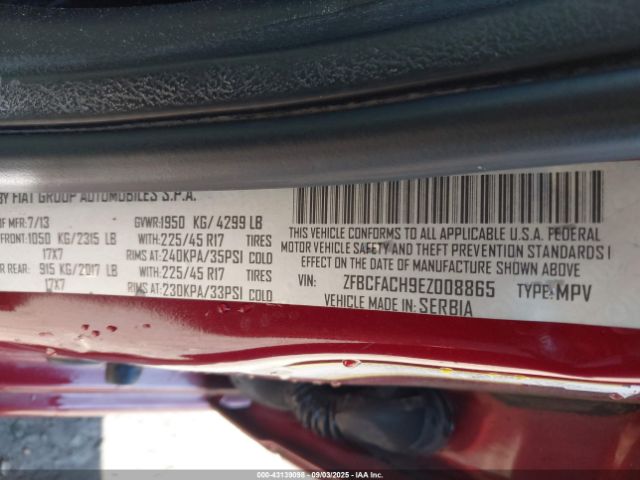 BY FIAT GROUP AUTOMOBILES S.P.A.
OF MFR: 7/13 GVWR: 1950 KG/ 4299 LB
FRONT: 1050 KG/2315 LB WITH: 225/45 R17 TIRES
17X7 RIMS AT: 240KPA/35PSI COLD
REAR: 915 KG/2017 LB WITH: 225/45 R17 TIRES
17X7 RIMS AT: 230KPA/33PSI COLD
THIS VEHICLE CONFORMS TO ALL APPLICABLE U.S.A. FEDERAL
MOTOR VEHICLE SAFETY AND THEFT PREVENTION STANDARDS I
EFFECT ON THE DATE OF MANUFACTURE SHOWN ABOVE.
VIN: ZFBCFACH9EZ008865 TYPE: MPV
VEHICLE MADE IN SERBIA
000-43139098 - 09/03/2025 - COPYRIGHT IAA, LLC.